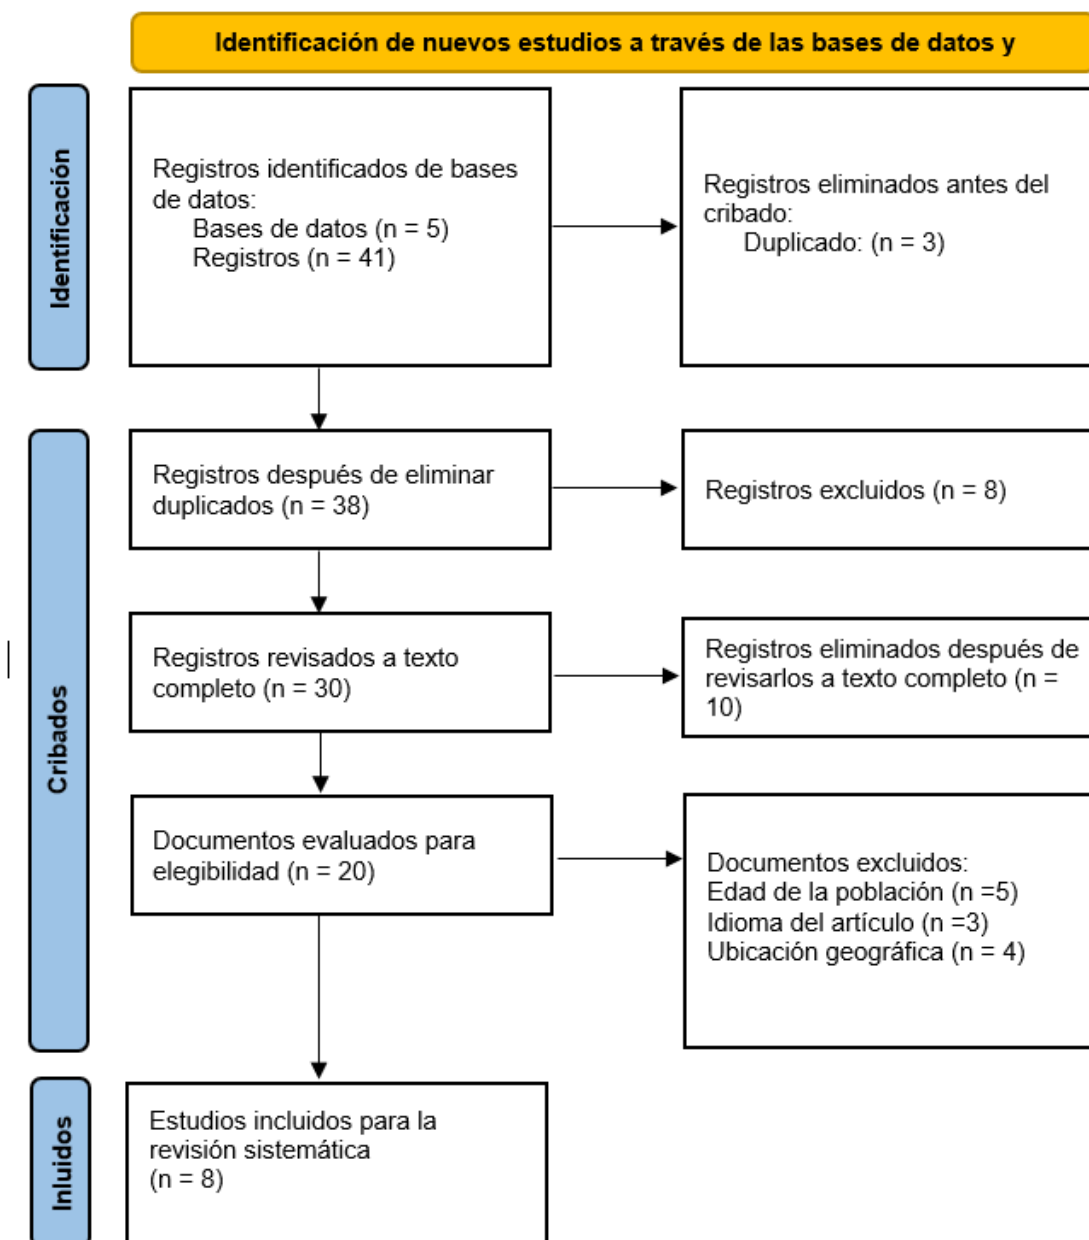 Identificación de nuevos estudios a través de las bases de datos y
Identificación
Registros identificados de bases
de datos:
Bases de datos (n = 5)
Registros (n = 41)
Registros eliminados antes del
cribado:
Duplicado: (n = 3)
Cribados
Registros después de eliminar
duplicados (n = 38)
Registros excluidos (n = 8)
Registros revisados a texto
completo (n = 30)
Registros eliminados después de
revisarlos a texto completo (n =
10)
Documentos evaluados para
elegibilidad (n = 20)
Documentos excluidos:
Edad de la población (n =5)
Idioma del artículo (n =3)
Ubicación geográfica (n = 4)
Inluidos
Estudios incluidos para la
revisión sistemática
(n = 8)